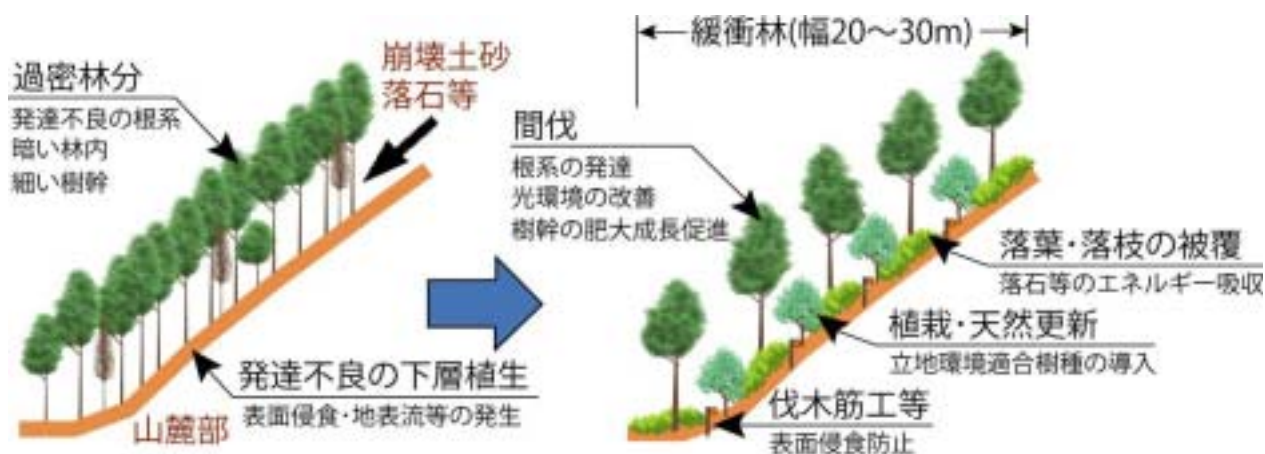 過密林分
発達不良の根系
暗い林内
細い樹幹
崩壊土砂
落石等
発達不良の下層植生
表面侵食・地表流等の発生
山麓部
緩衝林(幅20～30m)
間伐
根系の発達
光環境の改善
樹幹の肥大成長促進
落葉・落枝の被覆
落石等のエネルギー吸収
植栽・天然更新
立地環境適合樹種の導入
伐木筋工等
表面侵食防止